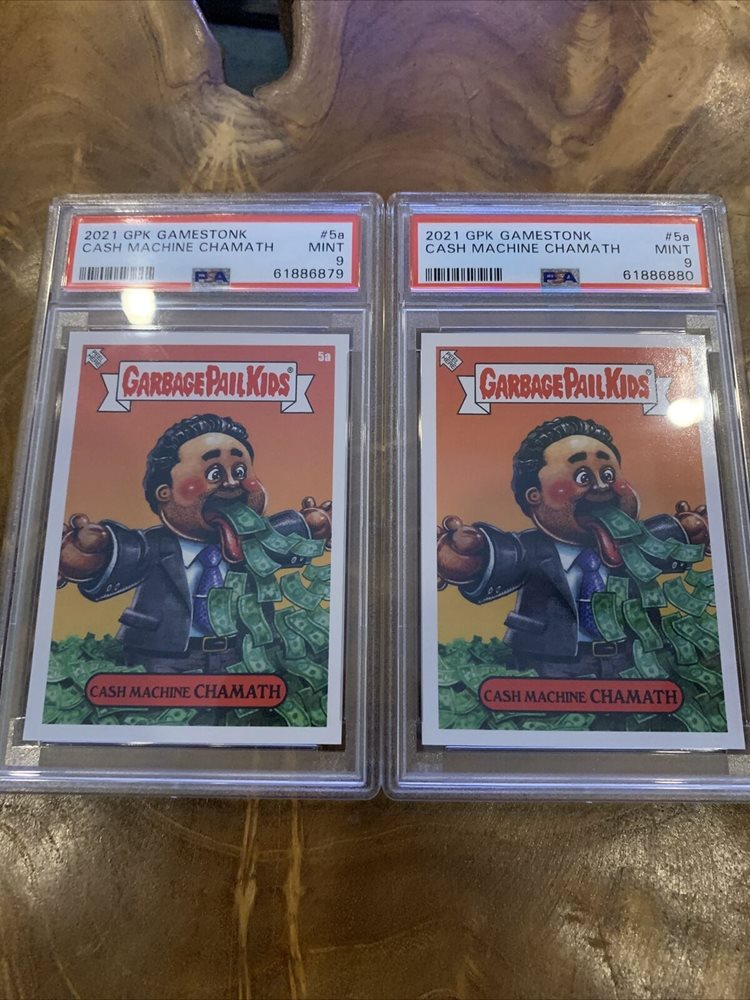 2021 GPK GAMESTONK #5a
CASH MACHINE CHAMATH MINT
9
PSA 61886879
GARBAGE PAIL KIDS®
5a
CASH MACHINE CHAMATH
2021 GPK GAMESTONK #5a
CASH MACHINE CHAMATH MINT
9
PSA 61886880
GARBAGE PAIL KIDS
CASH MACHINE CHAMATH